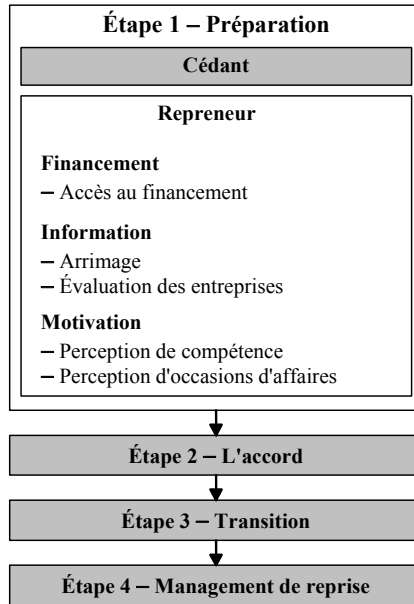 Étape 1 – Préparation
Cédant
Repreneur
Financement
– Accès au financement
Information
– Arrimage
– Évaluation des entreprises
Motivation
– Perception de compétence
– Perception d'occasions d'affaires
Étape 2 – L'accord
Étape 3 – Transition
Étape 4 – Management de reprise